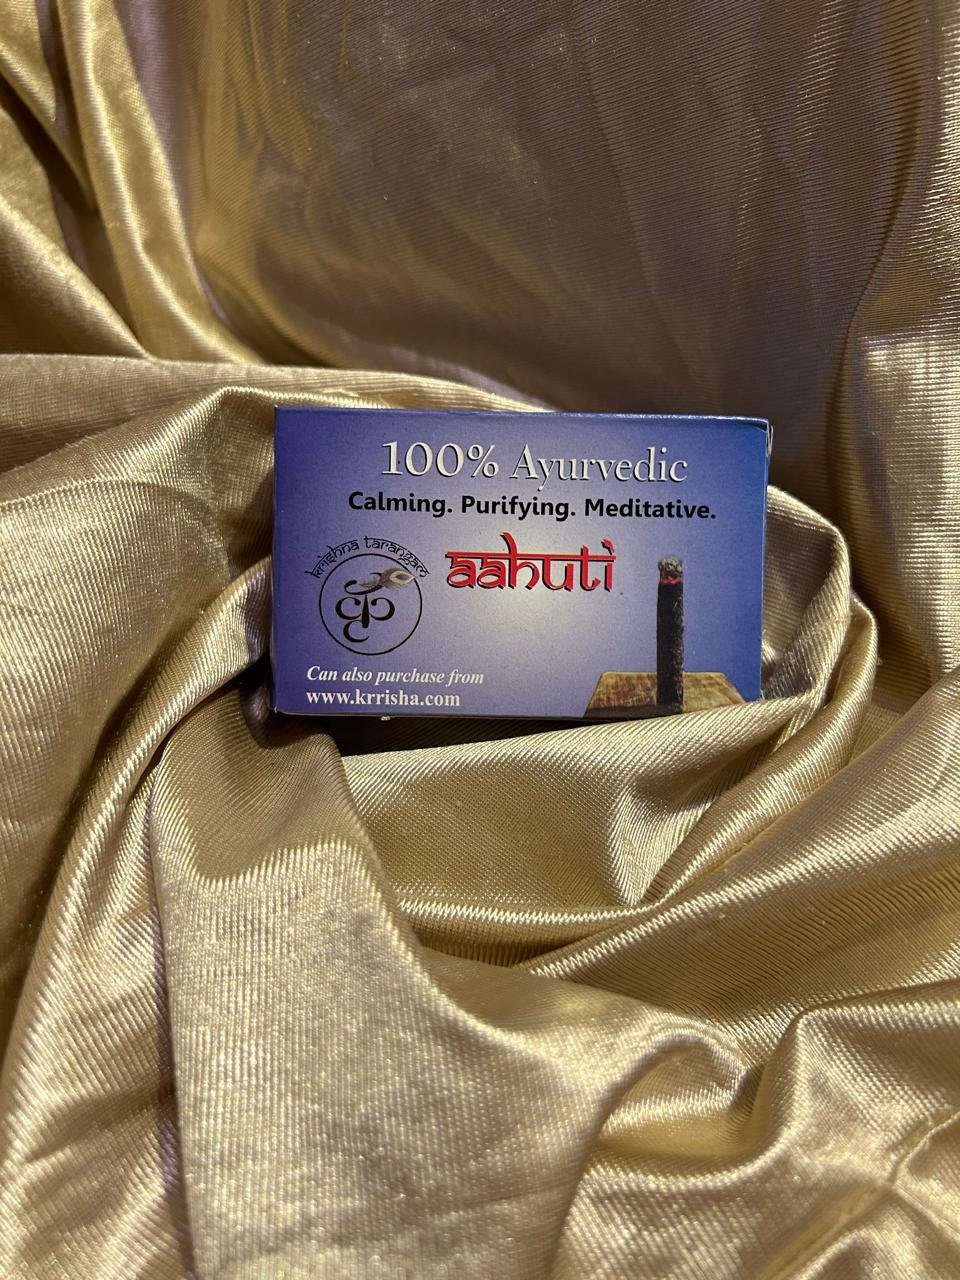 100% Ayurvedic
Calming. Purifying. Meditative.
krishna tarangam
aahuti
Can also purchase from
www.krrisha.com